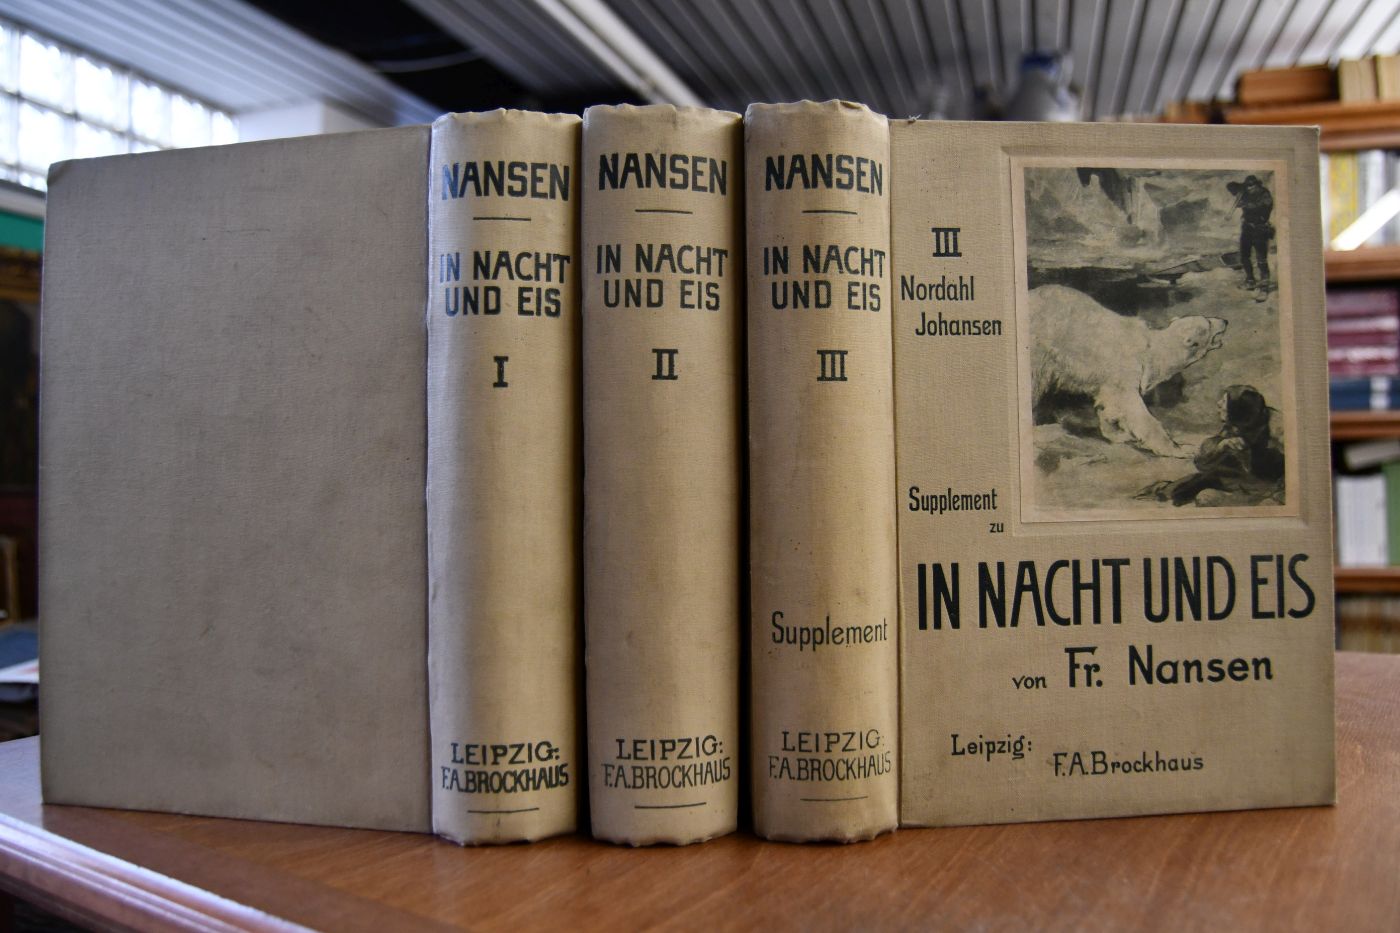 NANSEN
IN NACHT
UND EIS
I
LEIPZIG:
F.A.BROCKHAUS
NANSEN
IN NACHT
UND EIS
II
LEIPZIG:
F.A.BROCKHAUS
NANSEN
IN NACHT
UND EIS
III
Supplement
LEIPZIG:
F.A.BROCKHAUS
III
Nordahl
Johansen
Supplement
zu
IN NACHT UND EIS
von Fr. Nansen
Leipzig:
F.A.Brockhaus